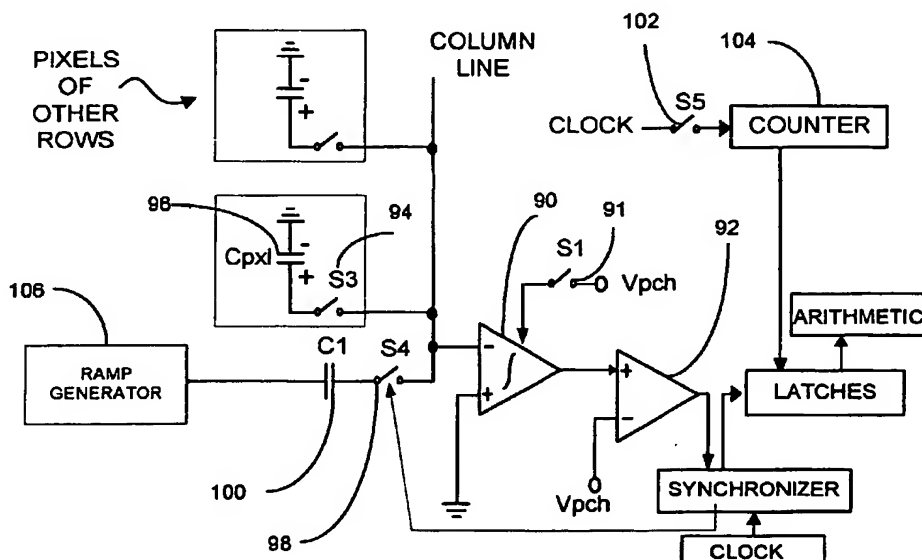 PIXELS
OF
OTHER
ROWS
COLUMN
LINE
102
104
S5
CLOCK
COUNTER
-
+
96
94
90
91
92
S1
Vpch
Cpxl
-
+
S3
106
C1
S4
ARITHMETIC
RAMP
GENERATOR
-
+
+
-
LATCHES
100
98
Vpch
SYNCHRONIZER
CLOCK